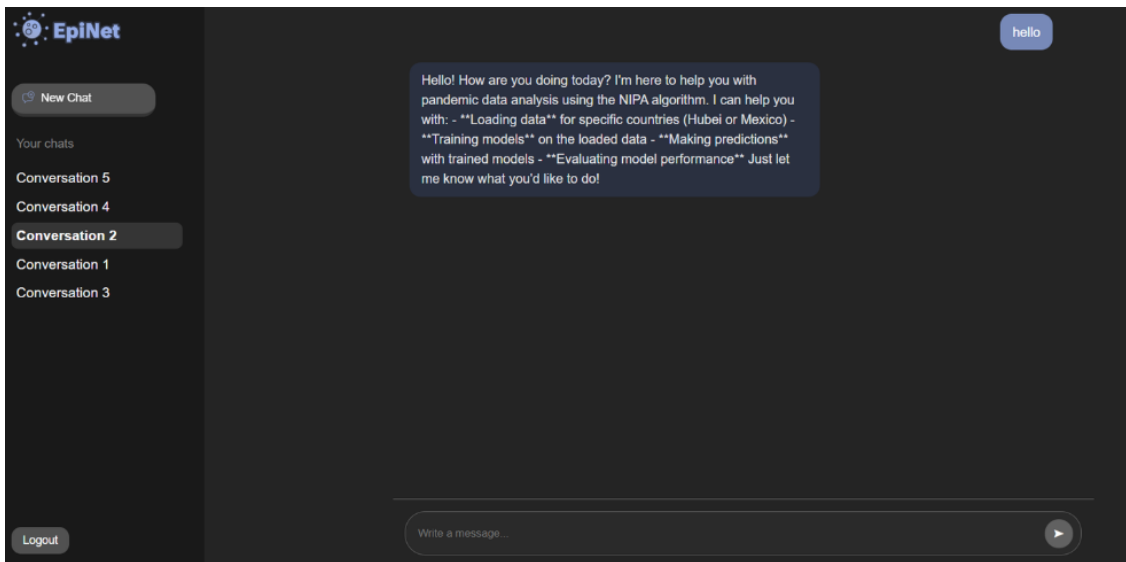 EpiNet
New Chat
Your chats
Conversation 5
Conversation 4
Conversation 2
Conversation 1
Conversation 3
Logout
hello
Hello! How are you doing today? I'm here to help you with
pandemic data analysis using the NIPA algorithm. I can help you
with: - **Loading data** for specific countries (Hubei or Mexico) -
**Training models** on the loaded data - **Making predictions**
with trained models - **Evaluating model performance** Just let
me know what you'd like to do!
Write a message...